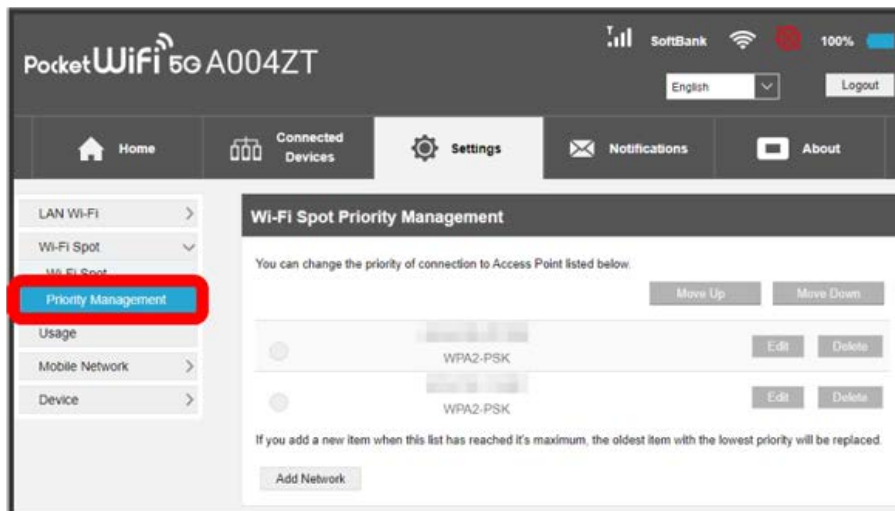 Pocket WiFi 5G A004ZT
SoftBank
100%
English
Logout
Home
Connected
Devices
Settings
Notifications
About
LAN Wi-Fi
Wi-Fi Spot
Wi-Fi Spot
Priority Management
Usage
Mobile Network
Device
Wi-Fi Spot Priority Management
You can change the priority of connection to Access Point listed below.
Move Up
Move Down
WPA2-PSK
Edit
Delete
WPA2-PSK
Edit
Delete
If you add a new item when this list has reached it's maximum, the oldest item with the lowest priority will be replaced.
Add Network